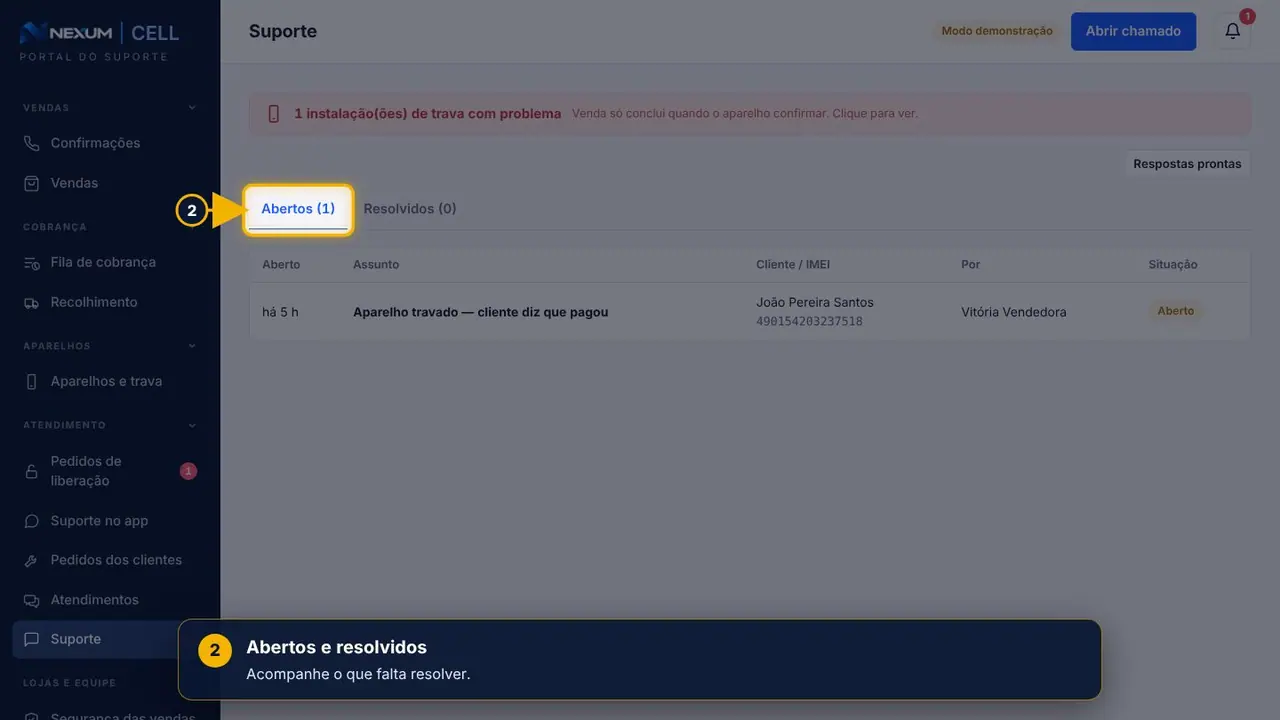 NEXUM | CELL
PORTAL DO SUPORTE
VENDAS
Confirmações
Vendas
COBRANÇA
Fila de cobrança
Recolhimento
APARELHOS
Aparelhos e trava
ATENDIMENTO
Pedidos de
liberação
1
Suporte no app
Pedidos dos clientes
Atendimentos
Suporte
LOJAS E EQUIPE
Segurança das vendas
Suporte
Modo demonstração
Abrir chamado
1
1 instalação(ões) de trava com problema Venda só conclui quando o aparelho confirmar. Clique para ver.
Respostas prontas
2
Abertos (1) Resolvidos (0)
Aberto Assunto Cliente / IMEI Por Situação
há 5 h Aparelho travado — cliente diz que pagou João Pereira Santos Vitória Vendedora Aberto
490154203237518
2 Abertos e resolvidos
Acompanhe o que falta resolver.